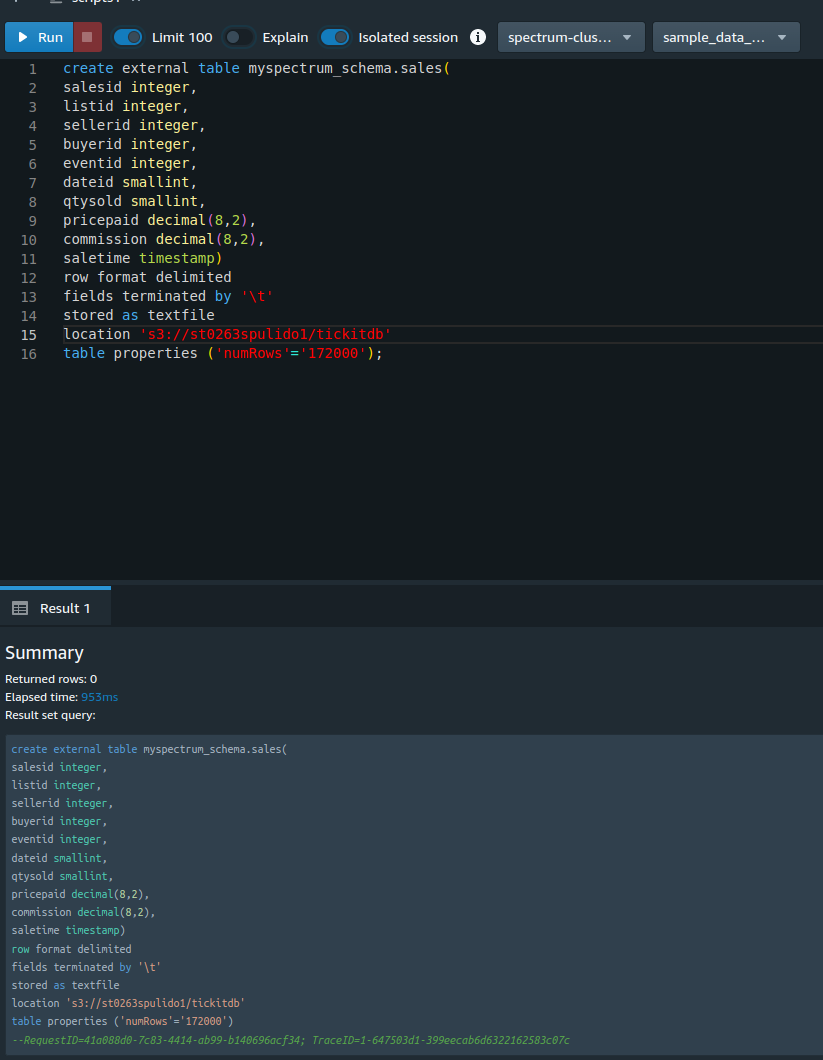 Run
Limit 100
Explain
Isolated session
spectrum-clus...
sample_data_...
1 create external table myspectrum_schema.sales(
2 salesid integer,
3 listid integer,
4 sellerid integer,
5 buyerid integer,
6 eventid integer,
7 dateid smallint,
8 qtysold smallint,
9 pricepaid decimal(8,2),
10 commission decimal(8,2),
11 saletime timestamp)
12 row format delimited
13 fields terminated by '\t'
14 stored as textfile
15 location 's3://st0263spulido1/tickitdb'
16 table properties ('numRows'='172000');
Result 1
Summary
Returned rows: 0
Elapsed time: 953ms
Result set query:
create external table myspectrum_schema.sales(
salesid integer,
listid integer,
sellerid integer,
buyerid integer,
eventid integer,
dateid smallint,
qtysold smallint,
pricepaid decimal(8,2),
commission decimal(8,2),
saletime timestamp)
row format delimited
fields terminated by '\t'
stored as textfile
location 's3://st0263spulido1/tickitdb'
table properties ('numRows'='172000')
--RequestID=41a088d0-7c83-4414-ab99-b140696acf34; TraceID=1-647503d1-399eecab6d6322162583c07c